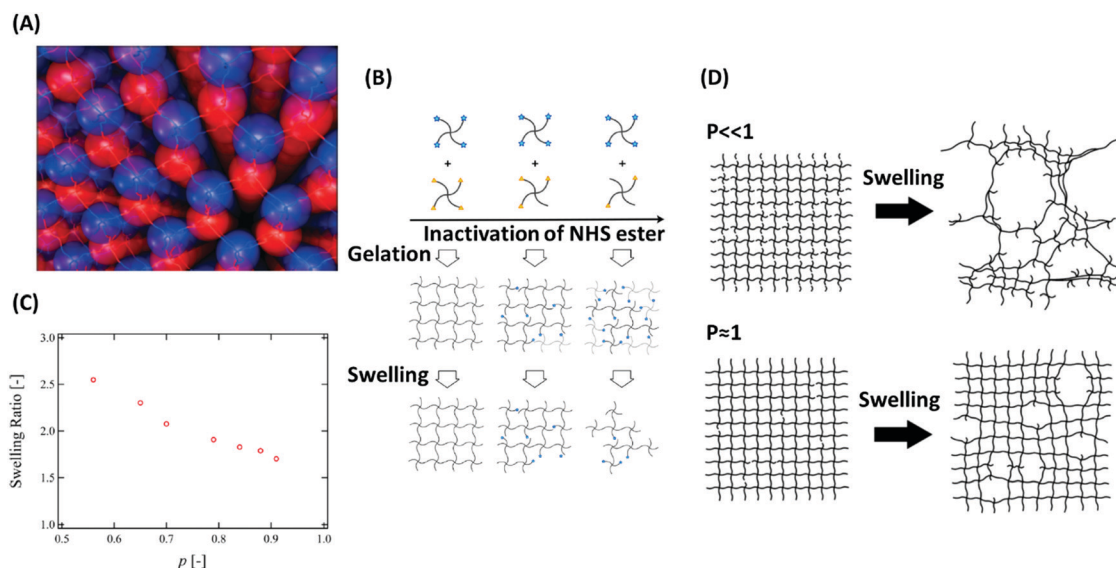 (A)
(B)
+ + +
Inactivation of NHS ester
Gelation
Swelling
(C)
Swelling Ratio [-]
3.0
2.5
2.0
1.5
1.0
0.5 0.6 0.7 0.8 0.9 1.0
p [-]
(D)
P<<1
Swelling
P≈1
Swelling